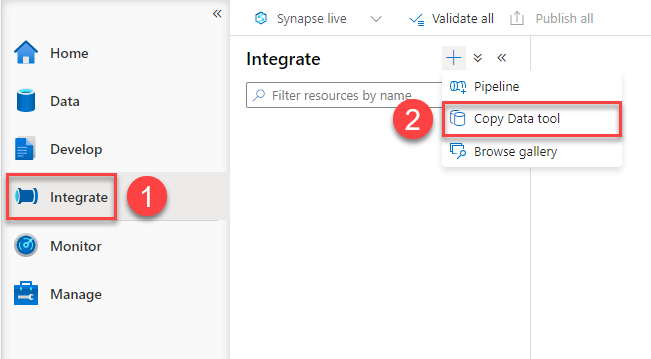 Synapse live
Validate all
Publish all
Home
Data
Develop
Integrate
1
Monitor
Manage
Integrate
Filter resources by name
Pipeline
2
Copy Data tool
Browse gallery